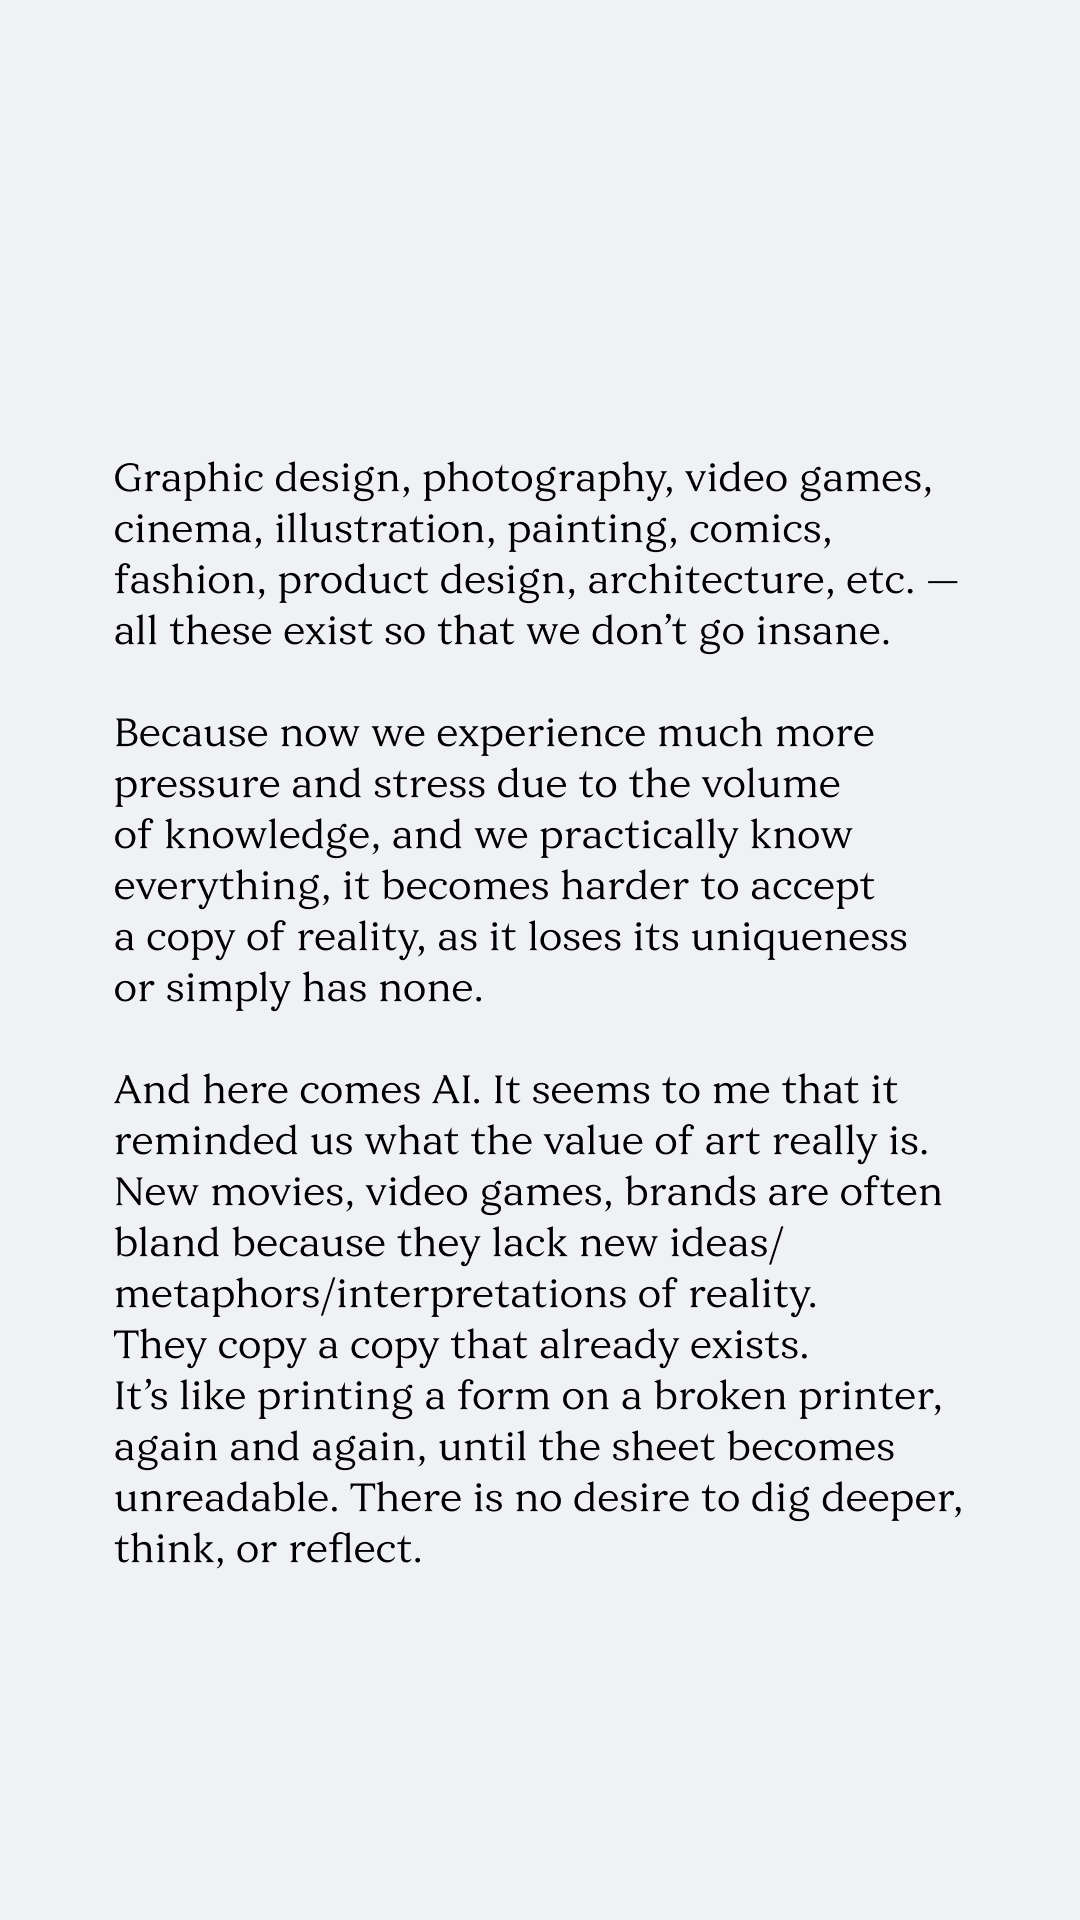 Graphic design, photography, video games,
cinema, illustration, painting, comics,
fashion, product design, architecture, etc. —
all these exist so that we don’t go insane.
Because now we experience much more
pressure and stress due to the volume
of knowledge, and we practically know
everything, it becomes harder to accept
a copy of reality, as it loses its uniqueness
or simply has none.
And here comes AI. It seems to me that it
reminded us what the value of art really is.
New movies, video games, brands are often
bland because they lack new ideas/
metaphors/interpretations of reality.
They copy a copy that already exists.
It’s like printing a form on a broken printer,
again and again, until the sheet becomes
unreadable. There is no desire to dig deeper,
think, or reflect.